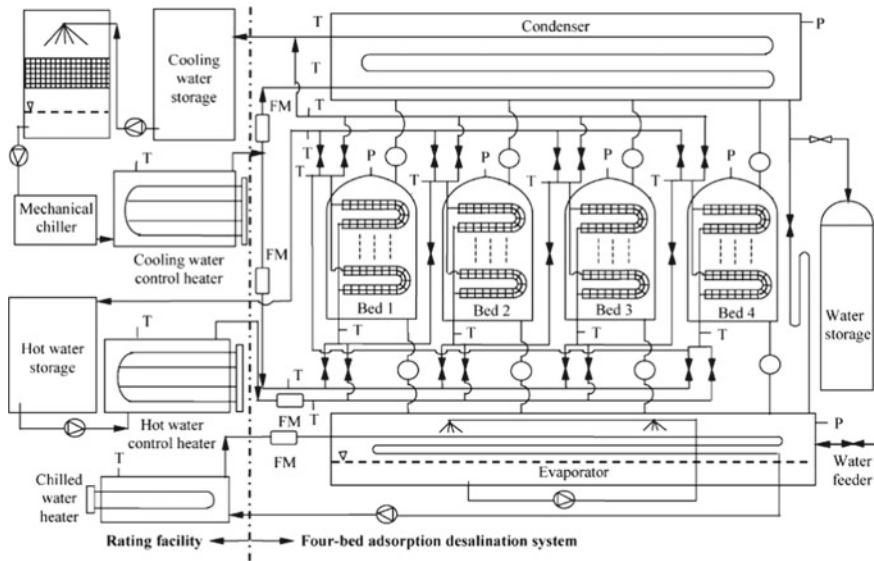 T
Condenser
P
Cooling
water
storage
T
FM
T
T
T
P
P
P
P
T
T
T
T
Mechanical
chiller
Cooling water
control heater
FM
Bed 1
Bed 2
Bed 3
Bed 4
T
T
T
T
T
Hot water
storage
Water
storage
T
T
Hot water
control heater
FM
FM
P
T
Chilled
water
heater
Evaporator
Water
feeder
Rating facility
Four-bed adsorption desalination system